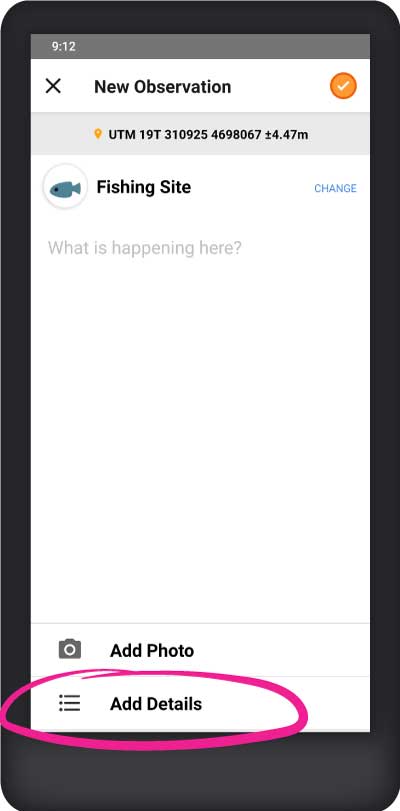 9:12
New Observation
UTM 19T 310925 4698067 ±4.47m
Fishing Site
CHANGE
What is happening here?
Add Photo
Add Details